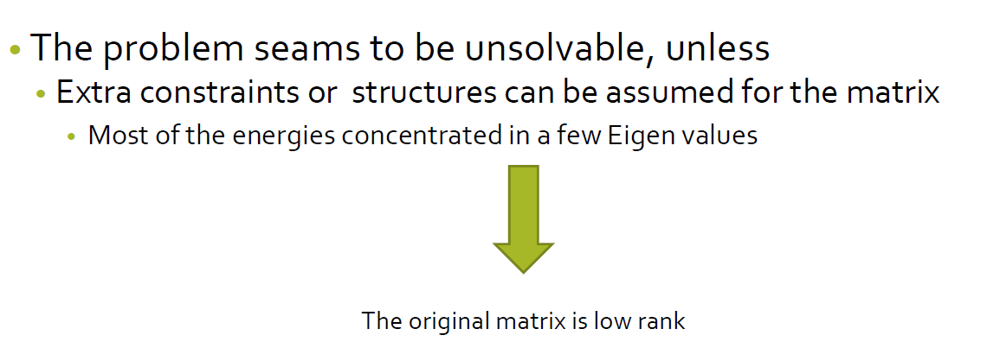 • The problem seams to be unsolvable, unless
• Extra constraints or structures can be assumed for the matrix
• Most of the energies concentrated in a few Eigen values
The original matrix is low rank